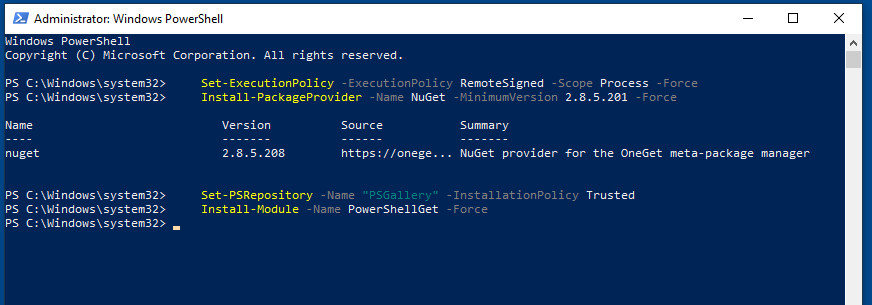 Administrator: Windows PowerShell
Windows PowerShell
Copyright (C) Microsoft Corporation. All rights reserved.
PS C:\Windows\system32>     Set-ExecutionPolicy -ExecutionPolicy RemoteSigned -Scope Process -Force
PS C:\Windows\system32>     Install-PackageProvider -Name NuGet -MinimumVersion 2.8.5.201 -Force
Name                           Version          Source           Summary
----                           -------          ------           -------
nuget                          2.8.5.208        https://onege... NuGet provider for the OneGet meta-package manager
PS C:\Windows\system32>     Set-PSRepository -Name "PSGallery" -InstallationPolicy Trusted
PS C:\Windows\system32>     Install-Module -Name PowerShellGet -Force
PS C:\Windows\system32>